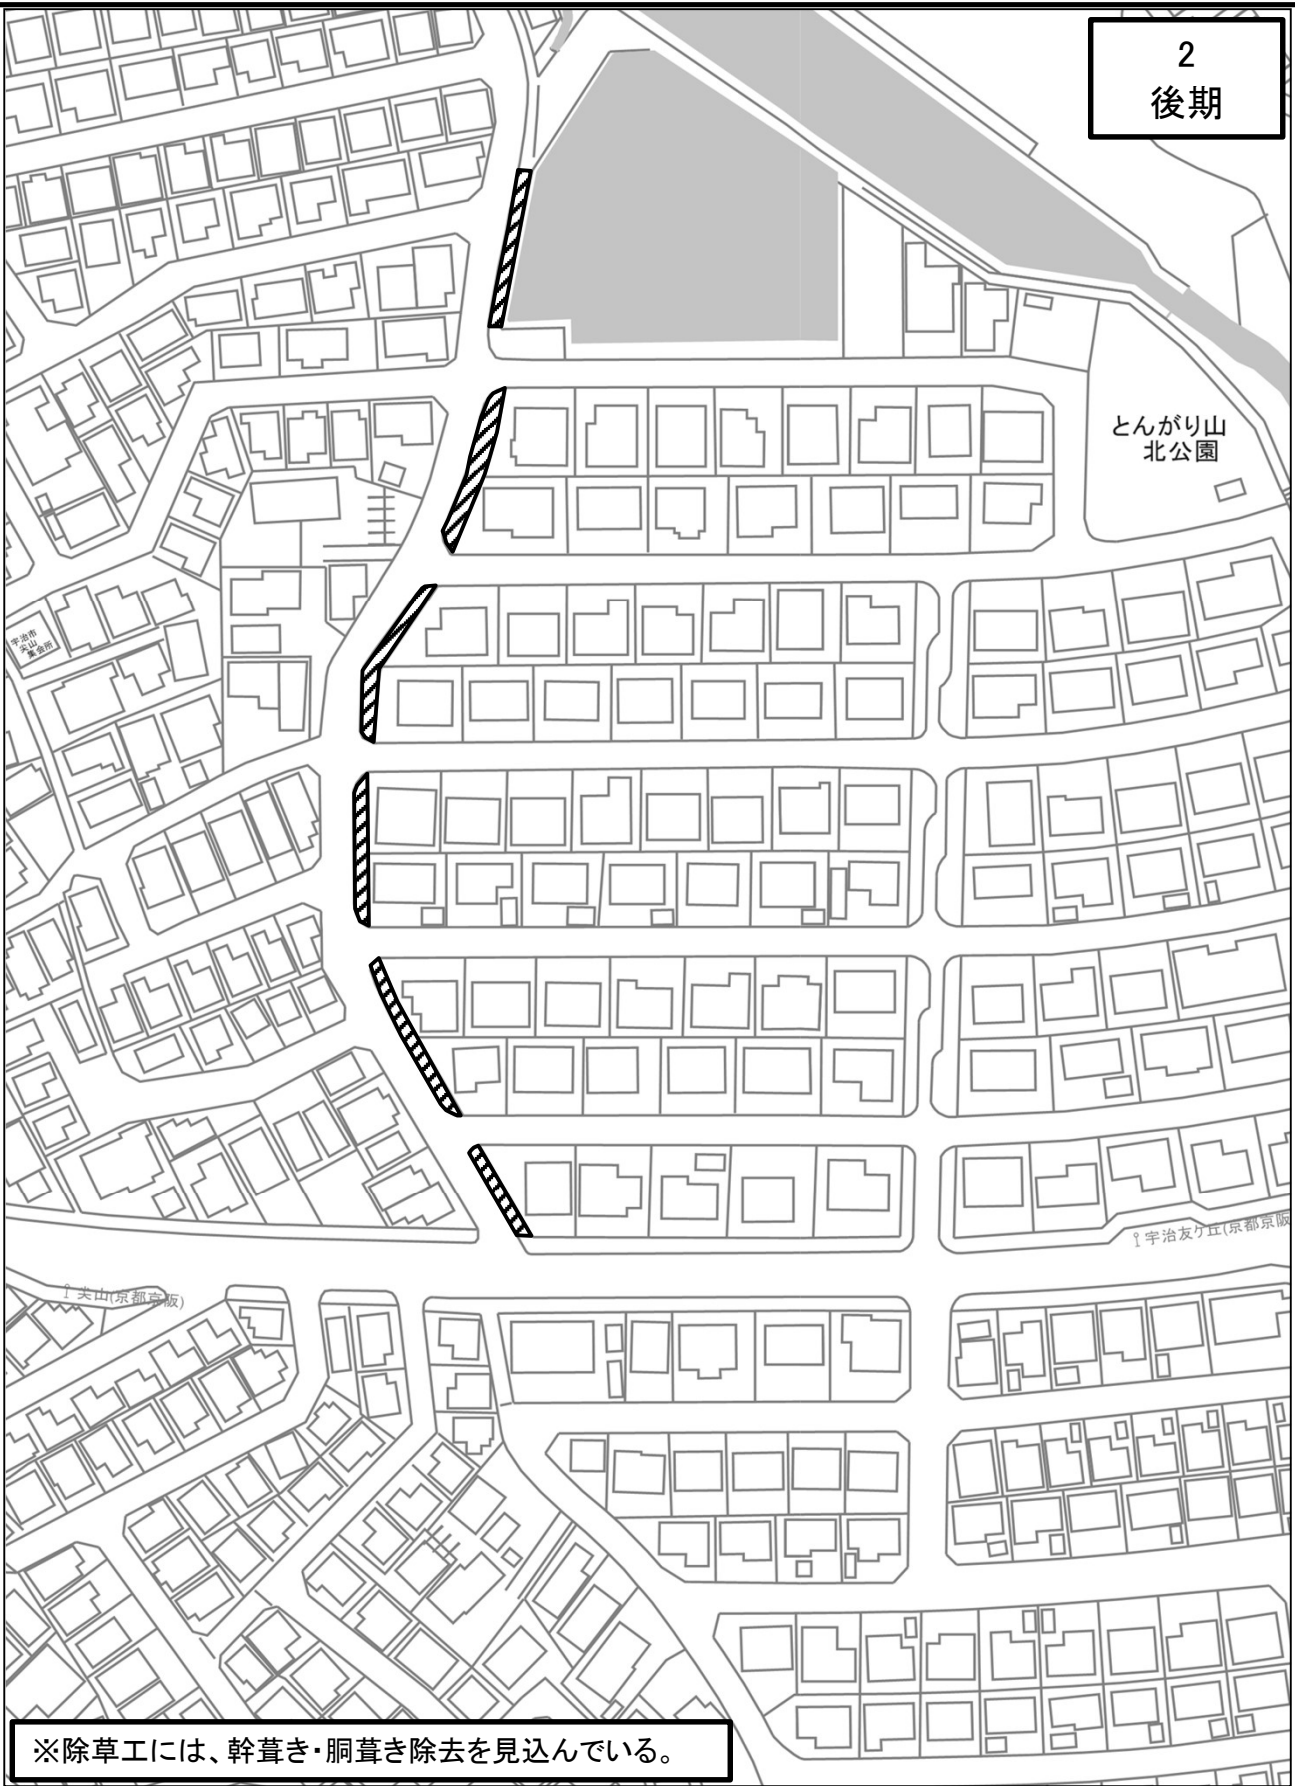 2
後期
とんがり山
北公園
宇治市
尖山
集会所
宇治友ケ丘(京都京阪
尖山(京都京阪)
※除草工には、幹葺き・胴葺き除去を見込んでいる。